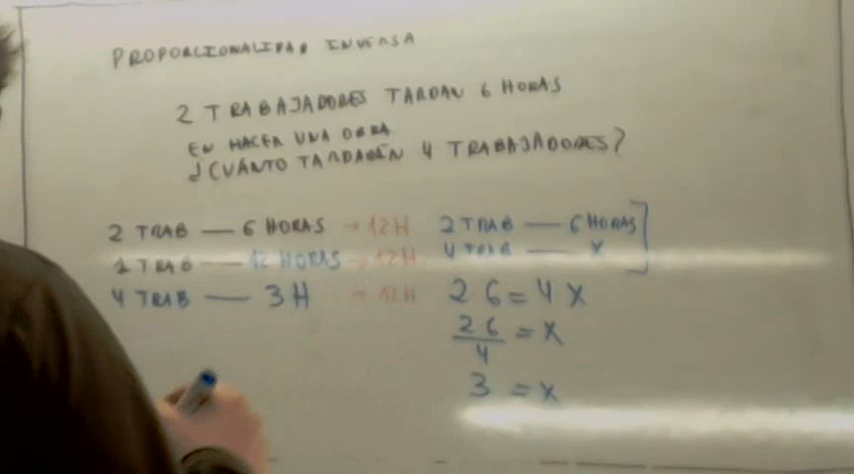 PROPORCIONALIDAD INVERSA
2 TRABAJADORES TARDAN 6 HORAS
EN HACER UNA OBRA
¿CUÁNTO TARDARÁN 4 TRABAJADORES?
2 TRAB — 6 HORAS → 12H
1 TRAB — 12 HORAS → 12H
4 TRAB — 3H → 12H
2 TRAB — 6 HORAS
4 TRAB — X
2 6 = 4 X
2 6 / 4 = X
3 = X